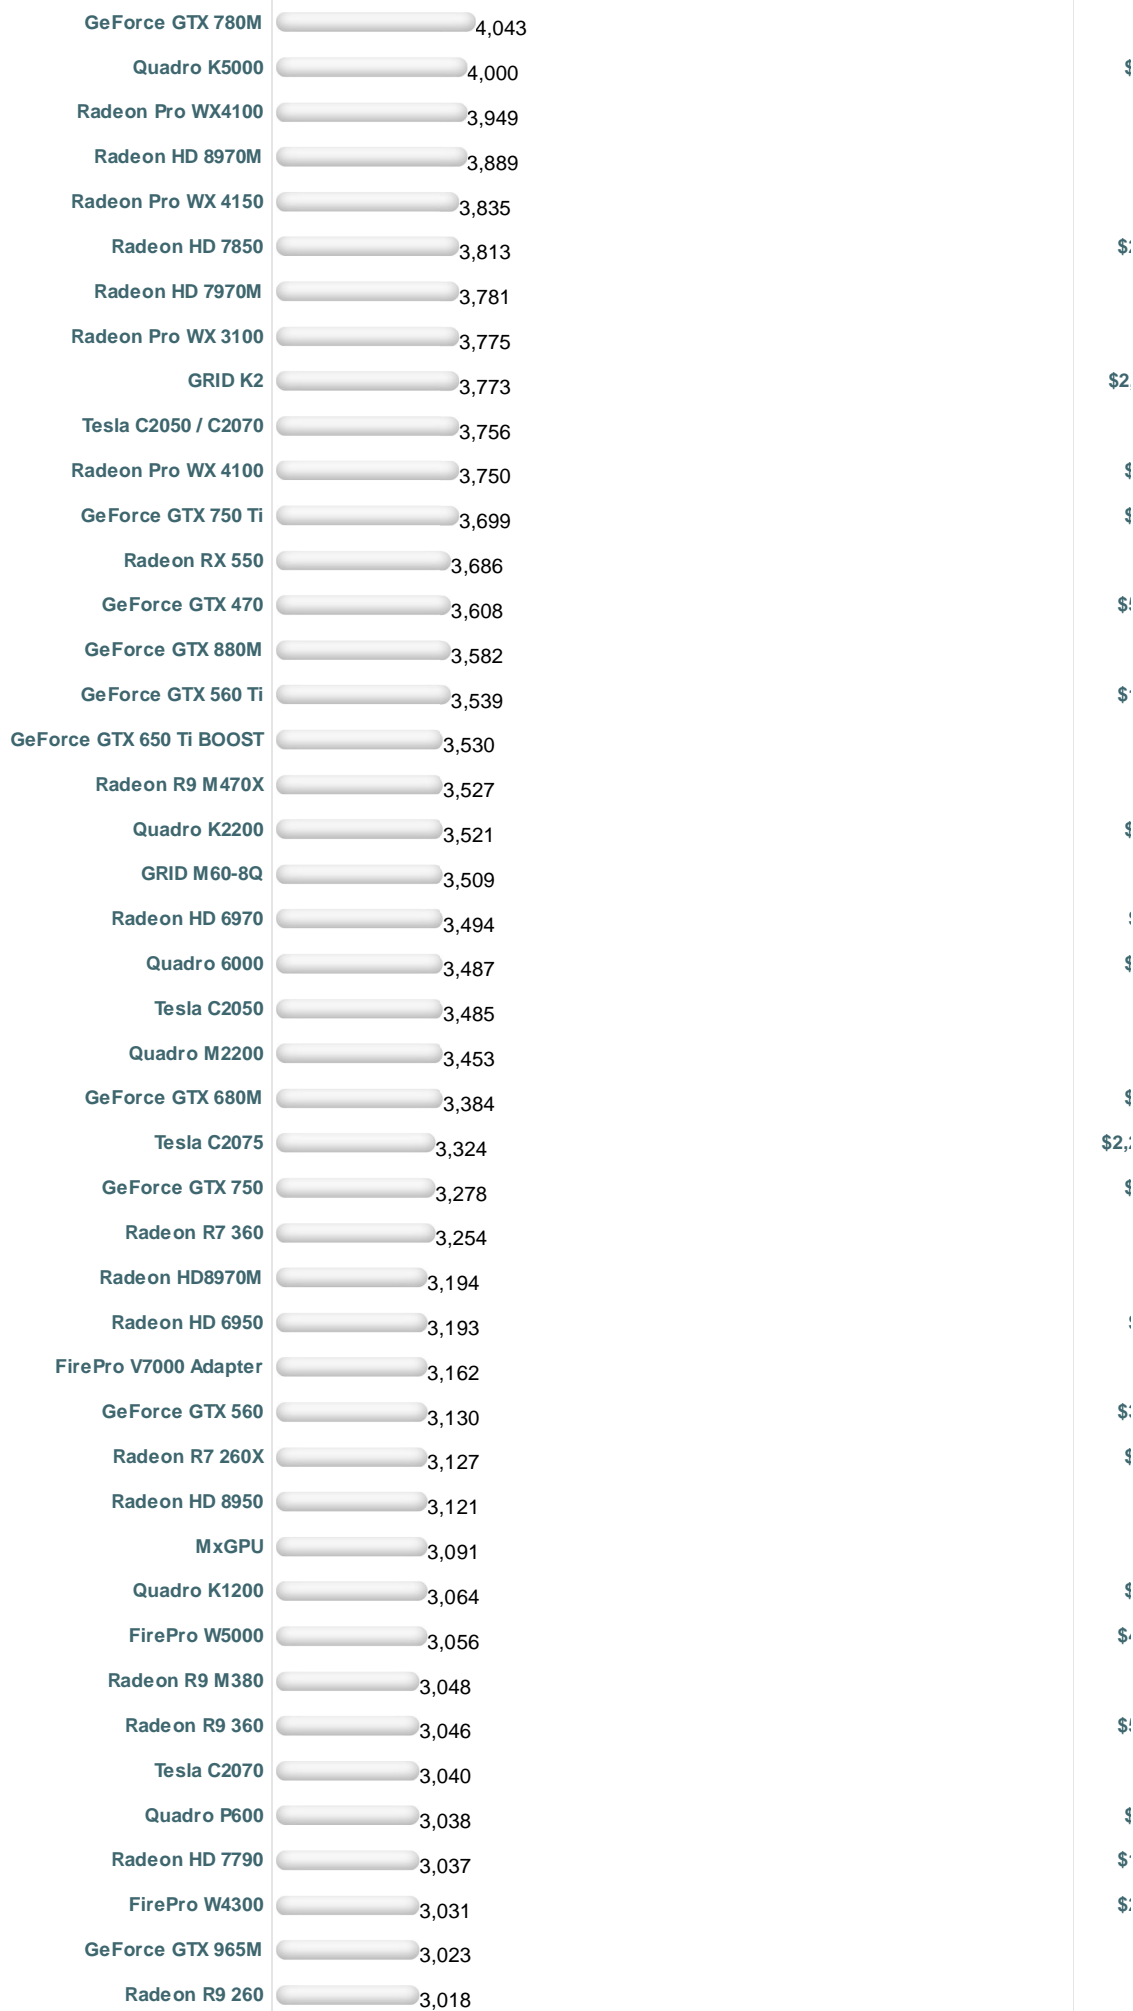 GeForce GTX 780M 4,043
Quadro K5000 4,000 $
Radeon Pro WX4100 3,949
Radeon HD 8970M 3,889
Radeon Pro WX 4150 3,835
Radeon HD 7850 3,813
Radeon HD 7970M 3,781
Radeon Pro WX 3100 3,775
GRID K2 3,773 $2,
Tesla C2050 / C2070 3,756
Radeon Pro WX 4100 3,750 $
GeForce GTX 750 Ti 3,699 $
Radeon RX 550 3,686
GeForce GTX 470 3,608
GeForce GTX 880M 3,582
GeForce GTX 560 Ti 3,539
GeForce GTX 650 Ti BOOST 3,530
Radeon R9 M470X 3,527
Quadro K2200 3,521 $
GRID M60-8Q 3,509
Radeon HD 6970 3,494
Quadro 6000 3,487 $
Tesla C2050 3,485
Quadro M2200 3,453
GeForce GTX 680M 3,384 $
Tesla C2075 3,324
GeForce GTX 750 3,278 $
Radeon R7 360 3,254
Radeon HD8970M 3,194
Radeon HD 6950 3,193
FirePro V7000 Adapter 3,162
GeForce GTX 560 3,130
Radeon R7 260X 3,127 $
Radeon HD 8950 3,121
MxGPU 3,091
Quadro K1200 3,064 $
FirePro W5000 3,056
Radeon R9 M380 3,048
Radeon R9 360 3,046
Tesla C2070 3,040
Quadro P600 3,038 $
Radeon HD 7790 3,037
FirePro W4300 3,031
GeForce GTX 965M 3,023
Radeon R9 260 3,018